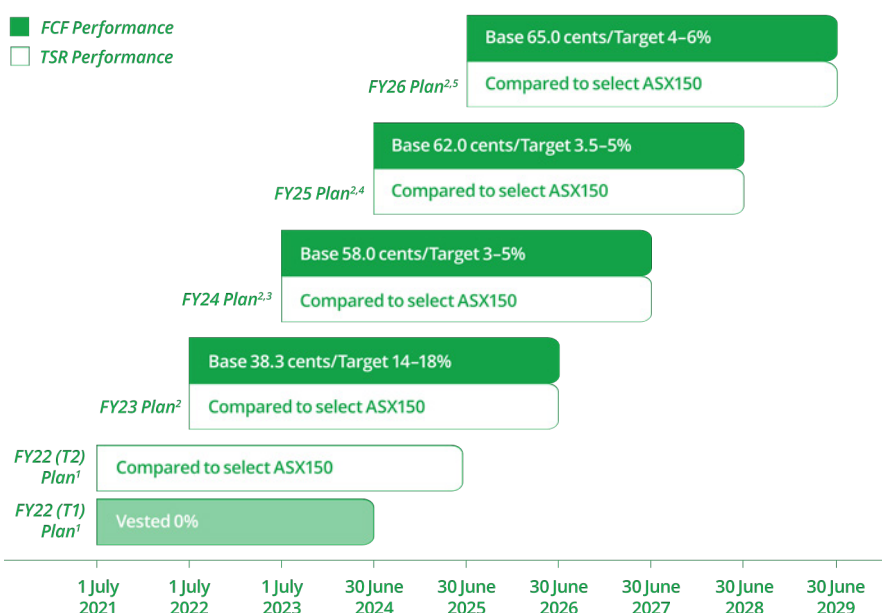 FCF Performance
TSR Performance
Base 65.0 cents/Target 4–6%
FY26 Plan2,5
Compared to select ASX150
Base 62.0 cents/Target 3.5–5%
FY25 Plan2,4
Compared to select ASX150
Base 58.0 cents/Target 3–5%
FY24 Plan2,3
Compared to select ASX150
Base 38.3 cents/Target 14–18%
FY23 Plan2
Compared to select ASX150
FY22 (T2)
Plan1
Compared to select ASX150
FY22 (T1)
Plan1
Vested 0%
1 July
2021
1 July
2022
1 July
2023
30 June
2024
30 June
2025
30 June
2026
30 June
2027
30 June
2028
30 June
2029